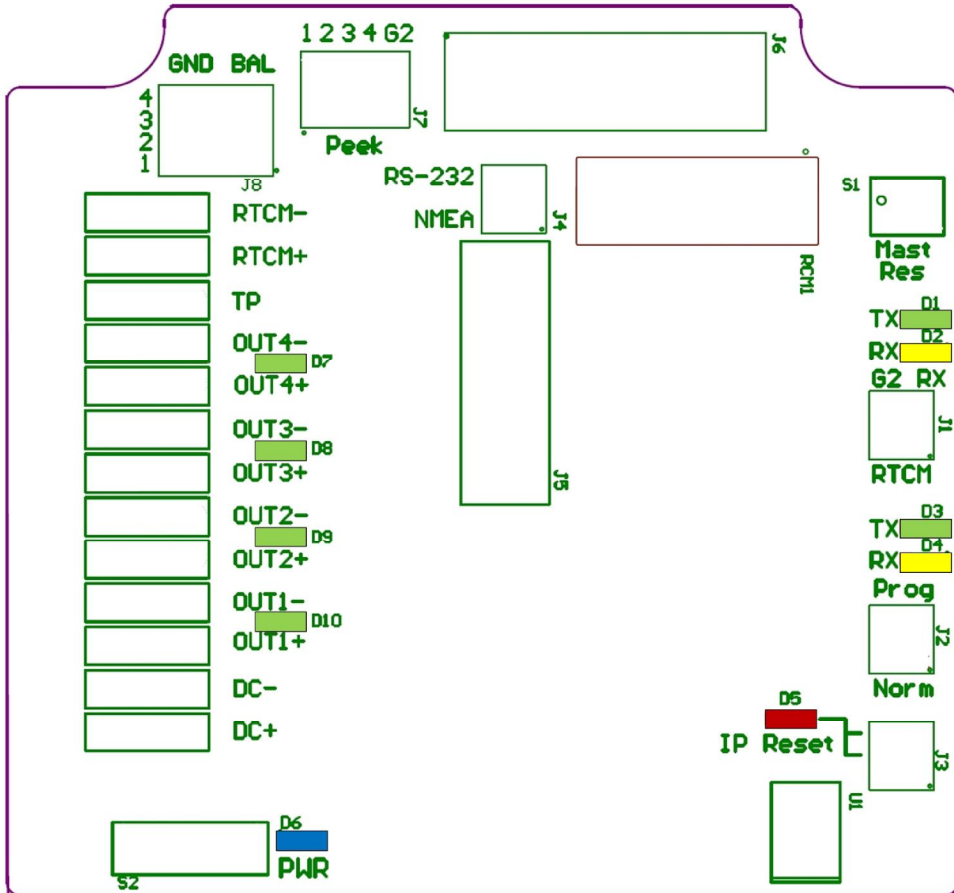 1 2 3 4 G2
J6
GND BAL
4
3
2
1
J7
Peek
J8
RS-232
NMEA
J4
S1
Mast
Res
RCM1
RTCM-
RTCM+
TP
OUT4-
D7
OUT4+
OUT3-
D8
OUT3+
OUT2-
D9
OUT2+
OUT1-
D10
OUT1+
DC-
DC+
J5
D1
TX
D2
RX
G2 RX
J1
RTCM
D3
TX
D4
RX
Prog
J2
Norm
D5
IP Reset
J3
U1
D6
PWR
S2